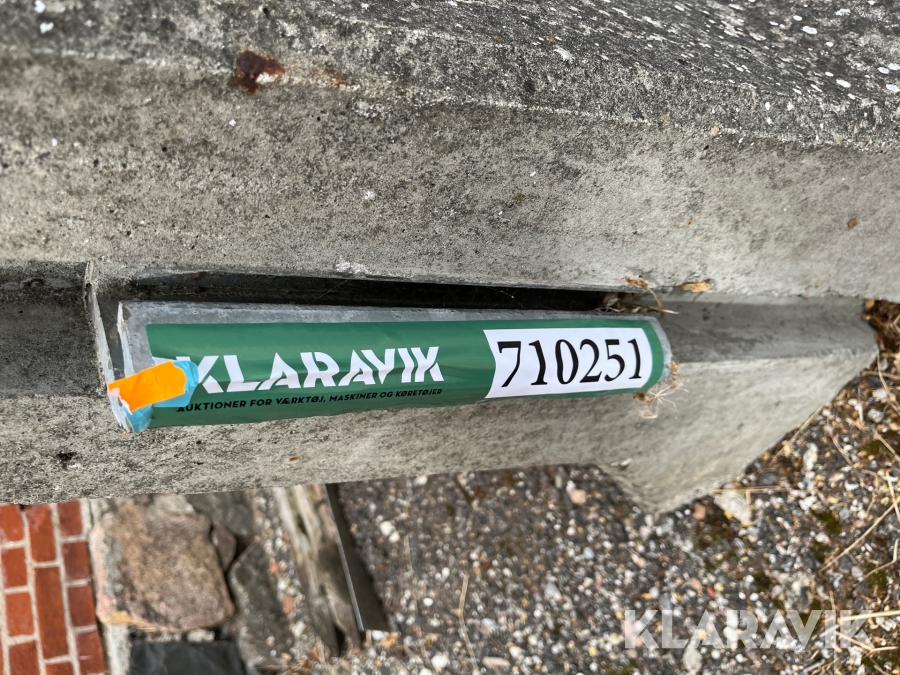 KLARAVIK
AUKTIONER FOR VÆRKTØJ, MASKINER OG KØRETØJER
710251
KLARAVIK